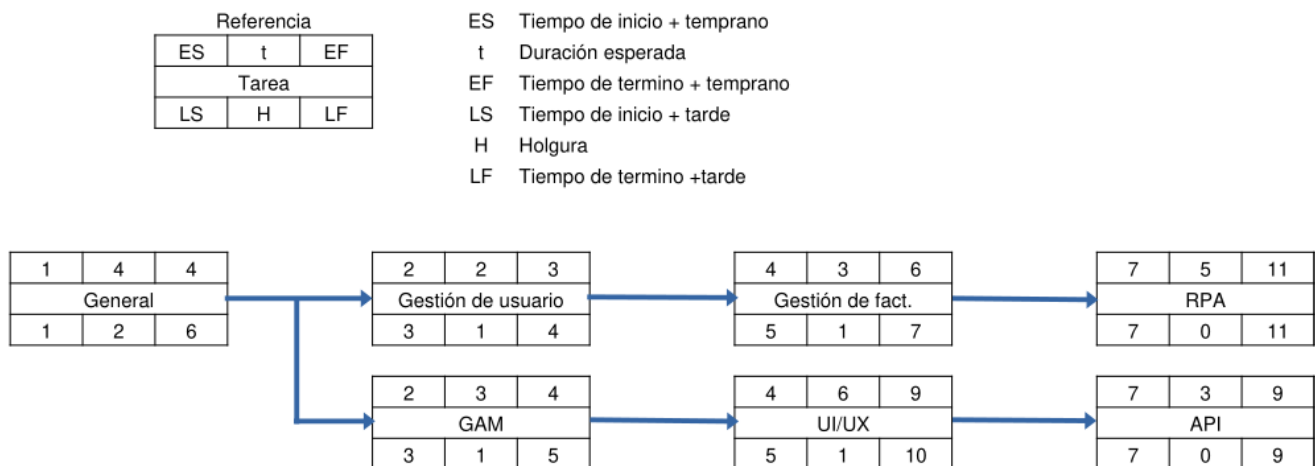 Referencia
ES t EF
Tarea
LS H LF
ES Tiempo de inicio + temprano
t Duración esperada
EF Tiempo de termino + temprano
LS Tiempo de inicio + tarde
H Holgura
LF Tiempo de termino +tarde
1 4 4
General
1 2 6
2 2 3
Gestión de usuario
3 1 4
4 3 6
Gestión de fact.
5 1 7
7 5 11
RPA
7 0 11
2 3 4
GAM
3 1 5
4 6 9
UI/UX
5 1 10
7 3 9
API
7 0 9